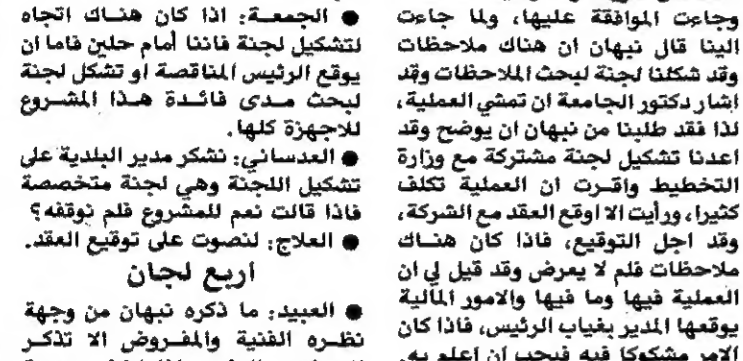 وجاءت الموافقة عليها، ولما جاءت
الينا قال نبهان ان هناك ملاحظات
وقد شكلنا لجنة لبحث الملاحظات وقد
اشار دكتور الجامعة ان تمشي العملية،
لذا فقد طلبنا من نبهان ان يوضح وقد
اعدنا تشكيل لجنة مشتركة مع وزارة
التخطيط واقرت ان العملية تكلف
كثيرا، ورأيت الا اوقع العقد مع الشركة،
وقد اجل التوقيع، فاذا كان هناك
ملاحظات فلم لا يعرض وقد قيل لي ان
العملية فيها وما فيها والامور المالية
يوقعها المدير بغياب الرئيس، فاذا كان
الامر مشكوكا فيه فيجب ان اعلم به.
● الجمعة: اذا كان هناك اتجاه
لتشكيل لجنة فاننا أمام حلين فاما ان
يوقع الرئيس المناقصة او تشكل لجنة
لبحث مدى فائدة هذا المشروع
للاجهزة كلها.
● العدساني: نشكر مدير البلدية على
تشكيل اللجنة وهي لجنة متخصصة
فاذا قالت نعم للمشروع فلم نوقفه؟
● العلاج: لنصوت على توقيع العقد.
اربع لجان
● العبيد: ما ذكره نبهان من وجهة
نظره الفنية والمفروض الا تذكر